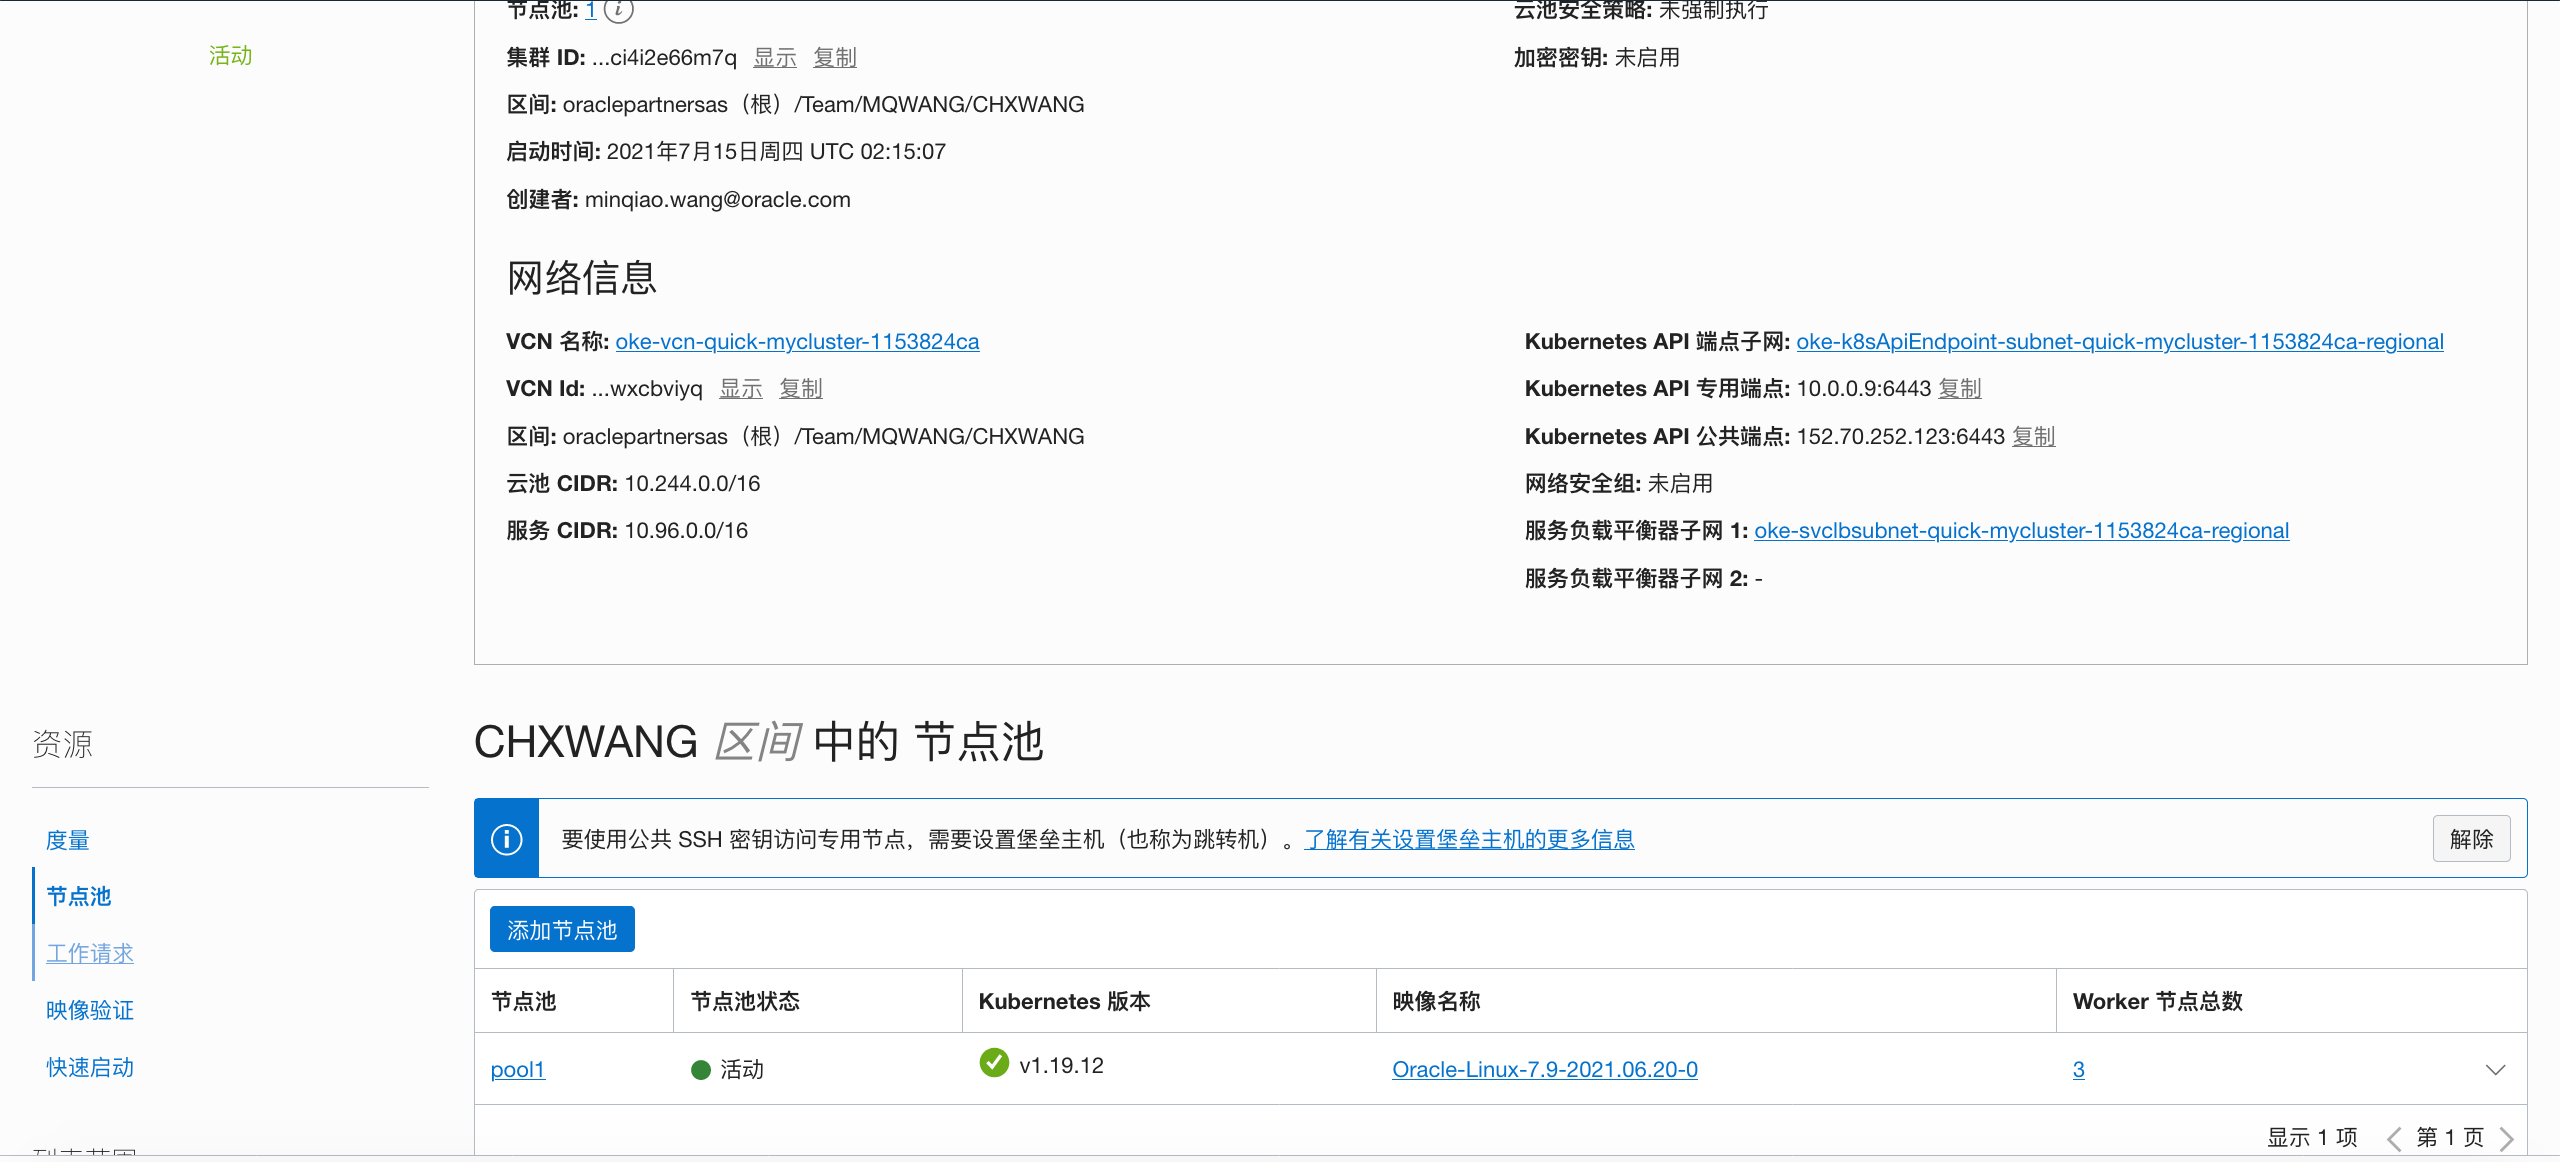 节点池: 1
云池安全策略: 未强制执行
活动
集群 ID: ...ci4i2e66m7q 显示 复制
加密密钥: 未启用
区间: oraclepartnersas（根）/Team/MQWANG/CHXWANG
启动时间: 2021年7月15日周四 UTC 02:15:07
创建者: minqiao.wang@oracle.com
网络信息
VCN 名称: oke-vcn-quick-mycluster-1153824ca
VCN Id: ...wxcbviyq 显示 复制
区间: oraclepartnersas（根）/Team/MQWANG/CHXWANG
云池 CIDR: 10.244.0.0/16
服务 CIDR: 10.96.0.0/16
Kubernetes API 端点子网: oke-k8sApiEndpoint-subnet-quick-mycluster-1153824ca-regional
Kubernetes API 专用端点: 10.0.0.9:6443 复制
Kubernetes API 公共端点: 152.70.252.123:6443 复制
网络安全组: 未启用
服务负载平衡器子网 1: oke-svclbsubnet-quick-mycluster-1153824ca-regional
服务负载平衡器子网 2: -
资源
度量
节点池
工作请求
映像验证
快速启动
列表范围
CHXWANG 区间 中的 节点池
要使用公共 SSH 密钥访问专用节点，需要设置堡垒主机（也称为跳转机）。了解有关设置堡垒主机的更多信息
解除
添加节点池
节点池 节点池状态 Kubernetes 版本 映像名称 Worker 节点总数
pool1 活动 v1.19.12 Oracle-Linux-7.9-2021.06.20-0 3
显示 1 项 第 1 页